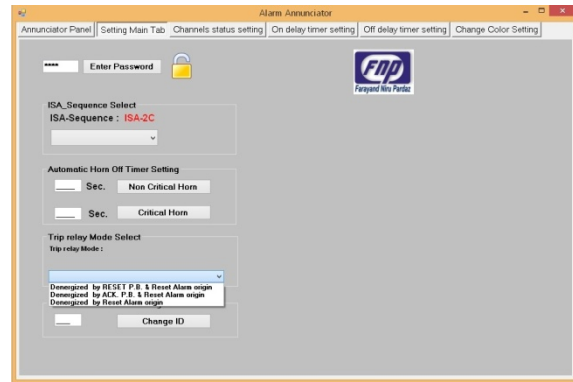 Alarm Annunciator
Annunciator Panel Setting Main Tab Channels status setting On delay timer setting Off delay timer setting Change Color Setting
**** Enter Password
FNP
Farayand Niru Pardaz
ISA_Sequence Select
ISA-Sequence : ISA-2C
Automatic Horn Off Timer Setting
___ Sec. Non Critical Horn
___ Sec. Critical Horn
Trip relay Mode Select
Trip relay Mode :
Denergized by RESET P.B. & Reset Alarm origin
Denergized by ACK. P.B. & Reset Alarm origin
Denergized by Reset Alarm origin
___ Change ID